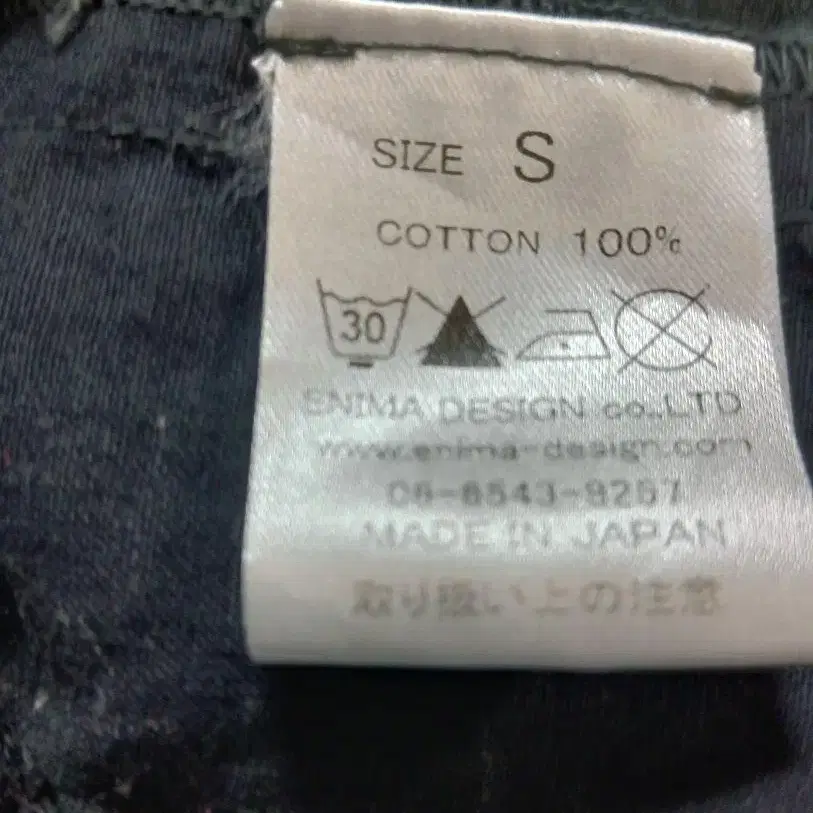 SIZE S
COTTON 100%
30
ENIMA DESIGN co.,LTD
www.enima-design.com
06-6543-9257
MADE IN JAPAN
取り扱い上の注意